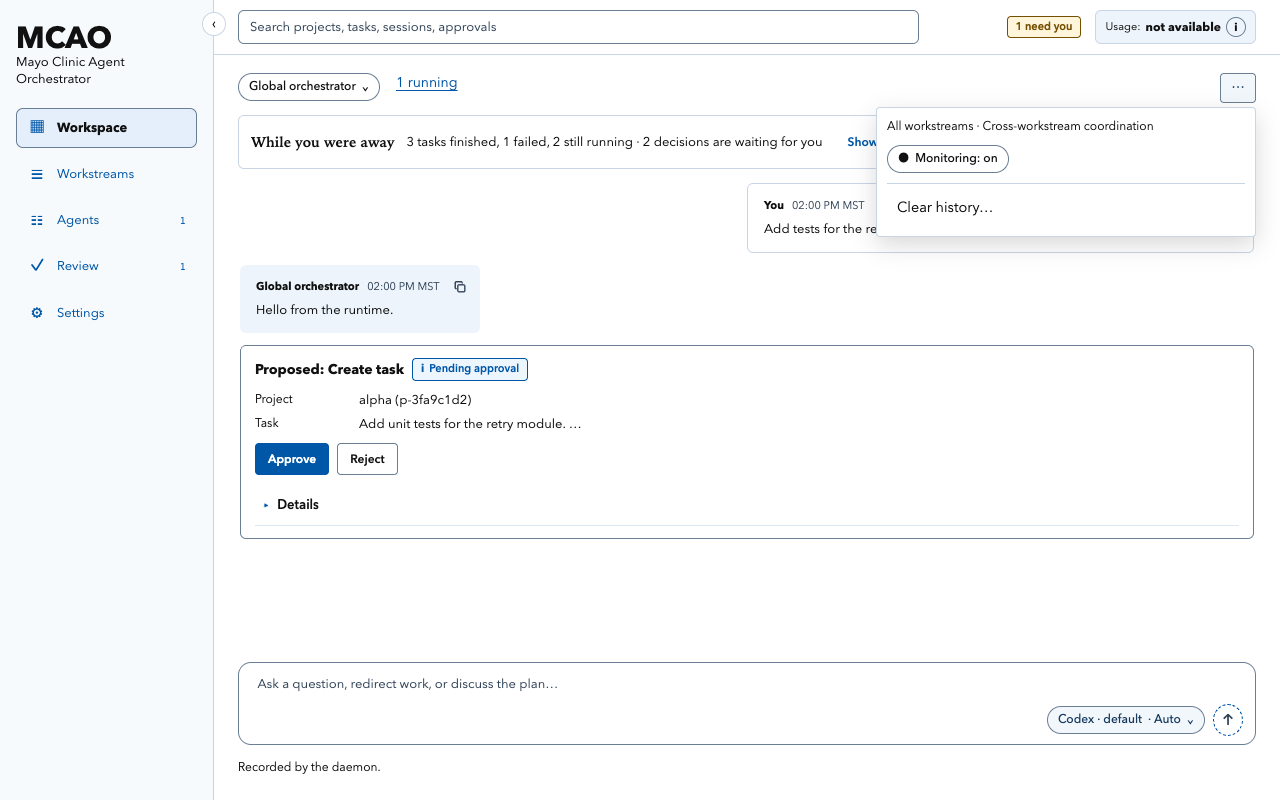 MCAO
Mayo Clinic Agent
Orchestrator
Workspace
Workstreams
Agents 1
Review 1
Settings
Search projects, tasks, sessions, approvals
1 need you
Usage: not available i
Global orchestrator
1 running
...
All workstreams · Cross-workstream coordination
Monitoring: on
Clear history…
While you were away 3 tasks finished, 1 failed, 2 still running · 2 decisions are waiting for you Show
You 02:00 PM MST
Add tests for the re
Global orchestrator 02:00 PM MST
Hello from the runtime.
Proposed: Create task i Pending approval
Project alpha (p-3fa9c1d2)
Task Add unit tests for the retry module. …
Approve Reject
Details
Ask a question, redirect work, or discuss the plan…
Codex · default · Auto
Recorded by the daemon.